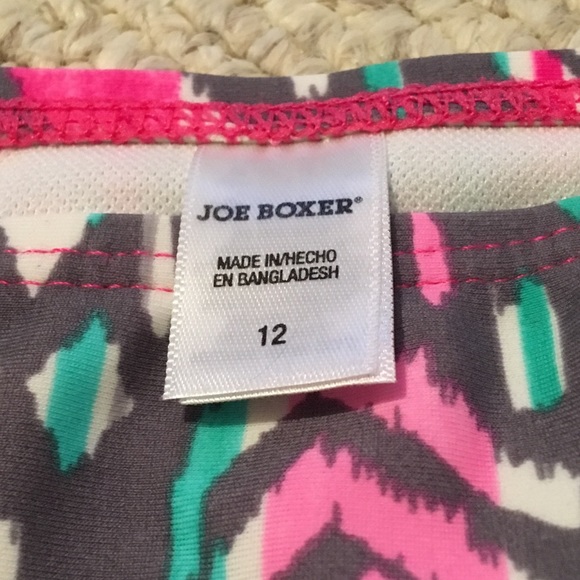 JOE BOXER®
MADE IN/HECHO
EN BANGLADESH
12